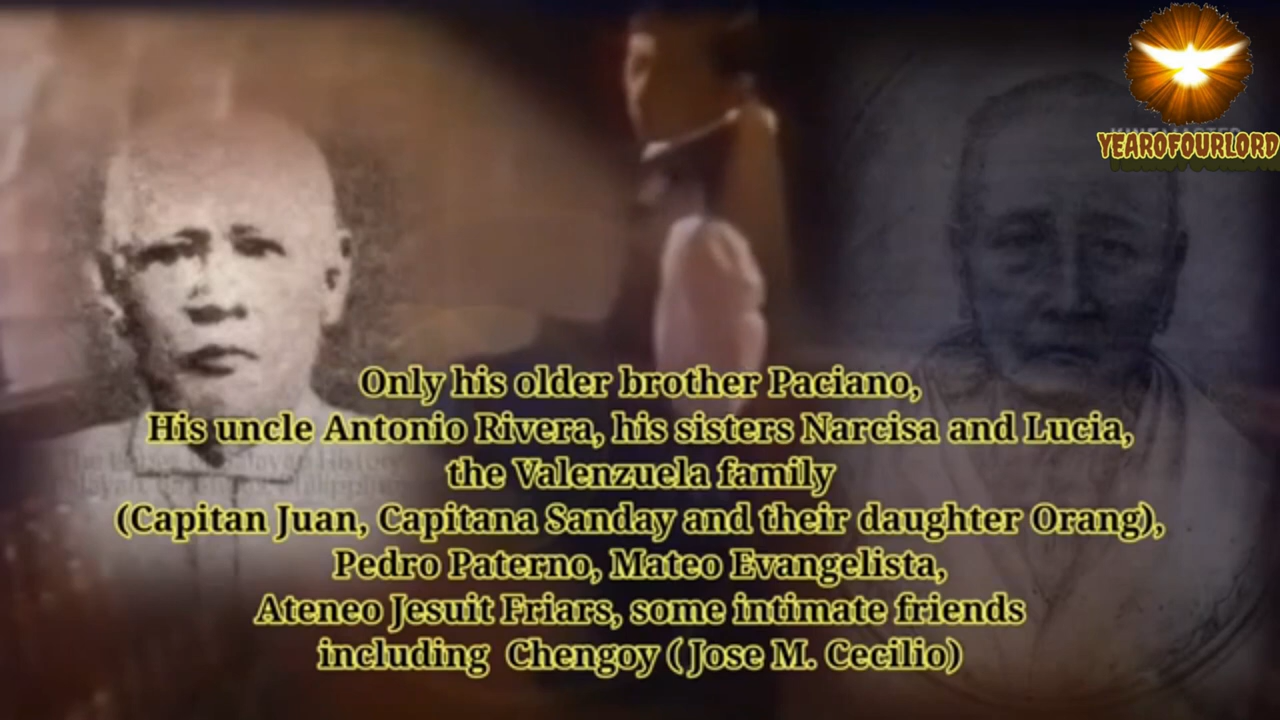 YEAROFOURLORD
Only his older brother Paciano,
His uncle Antonio Rivera, his sisters Narcisa and Lucia,
the Valenzuela family
(Capitan Juan, Capitana Sanday and their daughter Orang),
Pedro Paterno, Mateo Evangelista,
Ateneo Jesuit Friars, some intimate friends
including Chengoy ( Jose M. Cecilio)